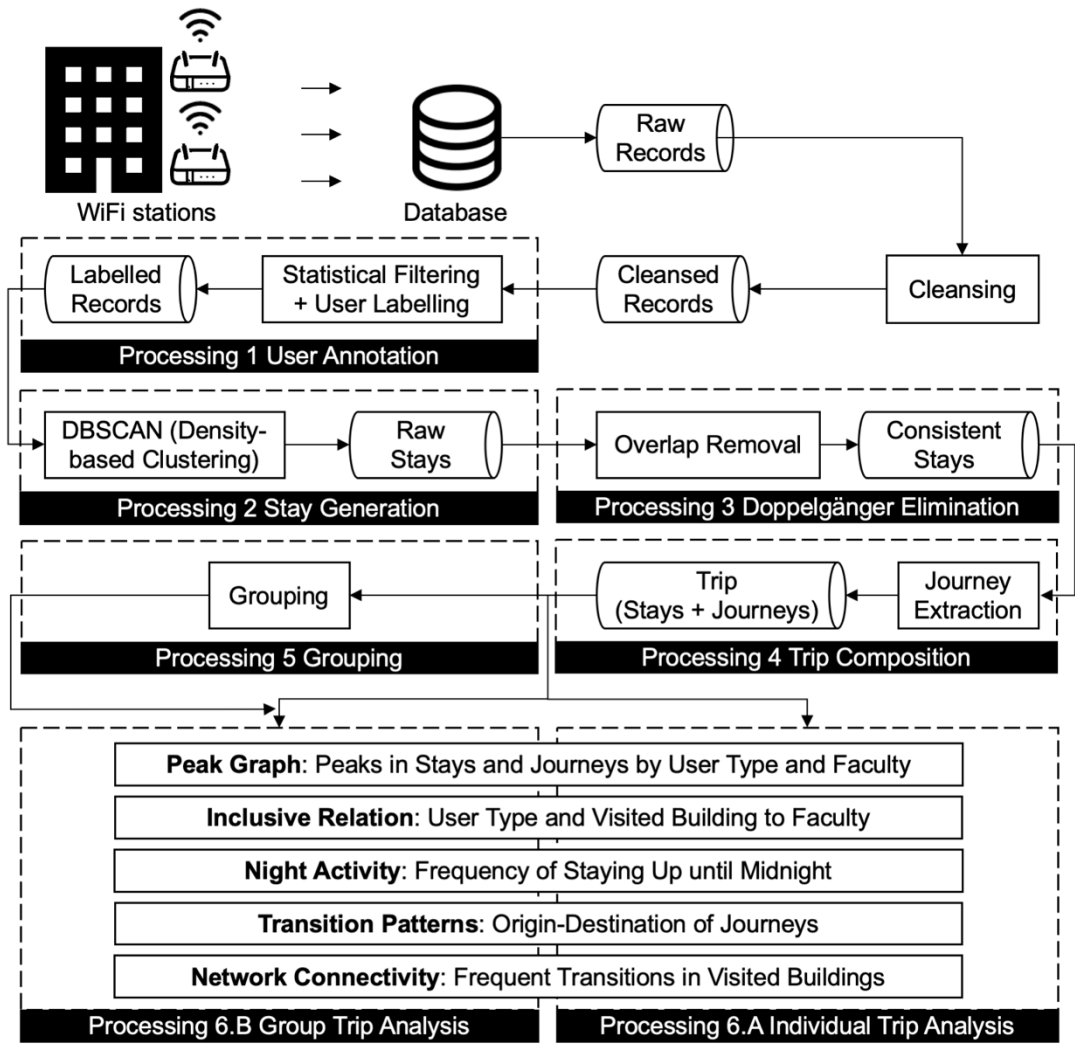 WiFi stations
Database
Raw
Records
Labelled
Records
Statistical Filtering
+ User Labelling
Cleansed
Records
Cleansing
Processing 1 User Annotation
DBSCAN (Density-
based Clustering)
Raw
Stays
Overlap Removal
Consistent
Stays
Processing 2 Stay Generation
Processing 3 Doppelgänger Elimination
Grouping
Trip
(Stays + Journeys)
Journey
Extraction
Processing 5 Grouping
Processing 4 Trip Composition
Peak Graph: Peaks in Stays and Journeys by User Type and Faculty
Inclusive Relation: User Type and Visited Building to Faculty
Night Activity: Frequency of Staying Up until Midnight
Transition Patterns: Origin-Destination of Journeys
Network Connectivity: Frequent Transitions in Visited Buildings
Processing 6.B Group Trip Analysis
Processing 6.A Individual Trip Analysis